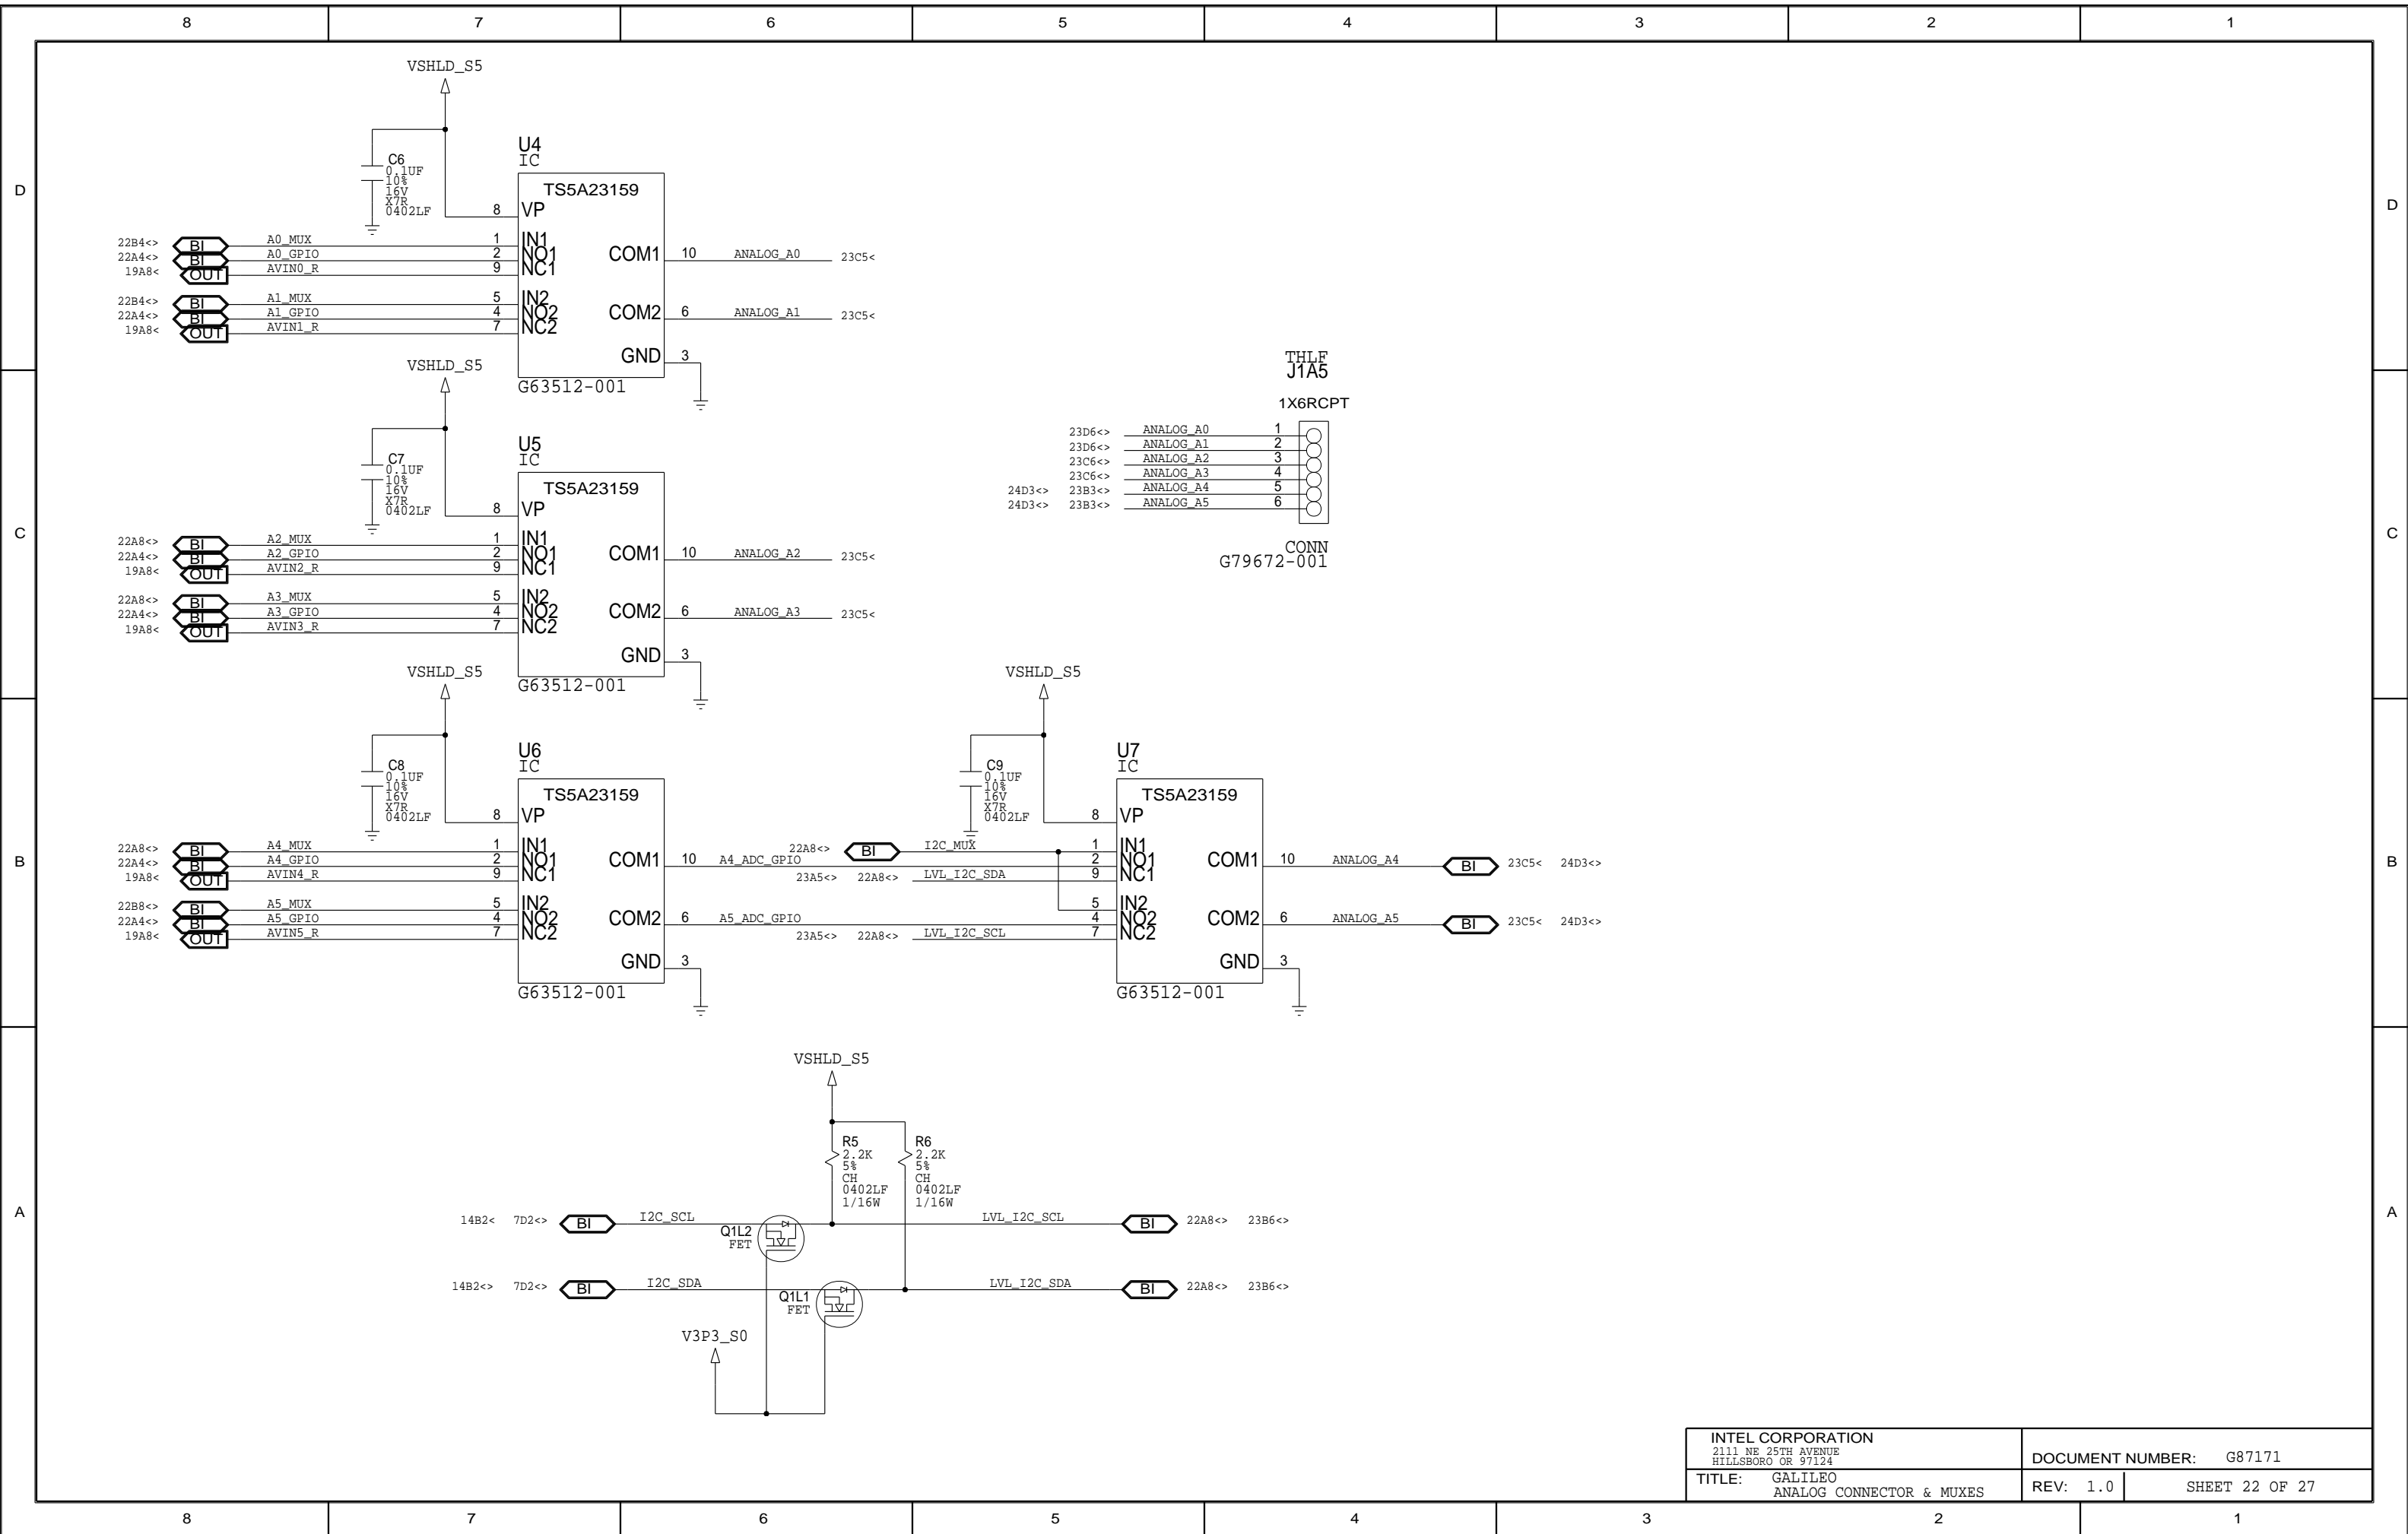 8 7 6 5 4 3 2 1
D D
C C
B B
A A
VSHLD_S5
C6
0.1UF
10%
16V
X7R
0402LF
U4
IC
TS5A23159
8 VP
22B4<> BI A0_MUX 1 IN1
22A4<> BI A0_GPIO 2 NO1 COM1 10 ANALOG_A0 23C5<
19A8< OUT AVIN0_R 9 NC1
22B4<> BI A1_MUX 5 IN2
22A4<> BI A1_GPIO 4 NO2 COM2 6 ANALOG_A1 23C5<
19A8< OUT AVIN1_R 7 NC2
GND 3
G63512-001
VSHLD_S5
C7
0.1UF
10%
16V
X7R
0402LF
U5
IC
TS5A23159
8 VP
22A8<> BI A2_MUX 1 IN1
22A4<> BI A2_GPIO 2 NO1 COM1 10 ANALOG_A2 23C5<
19A8< OUT AVIN2_R 9 NC1
22A8<> BI A3_MUX 5 IN2
22A4<> BI A3_GPIO 4 NO2 COM2 6 ANALOG_A3 23C5<
19A8< OUT AVIN3_R 7 NC2
GND 3
G63512-001
THLF
J1A5
1X6RCPT
23D6<> ANALOG_A0 1
23D6<> ANALOG_A1 2
23C6<> ANALOG_A2 3
23C6<> ANALOG_A3 4
24D3<> 23B3<> ANALOG_A4 5
24D3<> 23B3<> ANALOG_A5 6
CONN
G79672-001
VSHLD_S5
C8
0.1UF
10%
16V
X7R
0402LF
U6
IC
TS5A23159
8 VP
22A8<> BI A4_MUX 1 IN1
22A4<> BI A4_GPIO 2 NO1 COM1 10 A4_ADC_GPIO
19A8< OUT AVIN4_R 9 NC1
22B8<> BI A5_MUX 5 IN2
22A4<> BI A5_GPIO 4 NO2 COM2 6 A5_ADC_GPIO
19A8< OUT AVIN5_R 7 NC2
GND 3
G63512-001
VSHLD_S5
C9
0.1UF
10%
16V
X7R
0402LF
U7
IC
TS5A23159
8 VP
22A8<> BI I2C_MUX 1 IN1
2 NO1 COM1 10 ANALOG_A4 BI 23C5< 24D3<>
23A5<> 22A8<> LVL_I2C_SDA 9 NC1
5 IN2
4 NO2 COM2 6 ANALOG_A5 BI 23C5< 24D3<>
23A5<> 22A8<> LVL_I2C_SCL 7 NC2
GND 3
G63512-001
VSHLD_S5
R5
2.2K
5%
CH
0402LF
1/16W
R6
2.2K
5%
CH
0402LF
1/16W
14B2< 7D2<> BI I2C_SCL LVL_I2C_SCL BI 22A8<> 23B6<>
Q1L2
FET
14B2<> 7D2<> BI I2C_SDA LVL_I2C_SDA BI 22A8<> 23B6<>
Q1L1
FET
V3P3_S0
INTEL CORPORATION
2111 NE 25TH AVENUE
HILLSBORO OR 97124
DOCUMENT NUMBER: G87171
TITLE: GALILEO
ANALOG CONNECTOR & MUXES
REV: 1.0 SHEET 22 OF 27
8 7 6 5 4 3 2 1